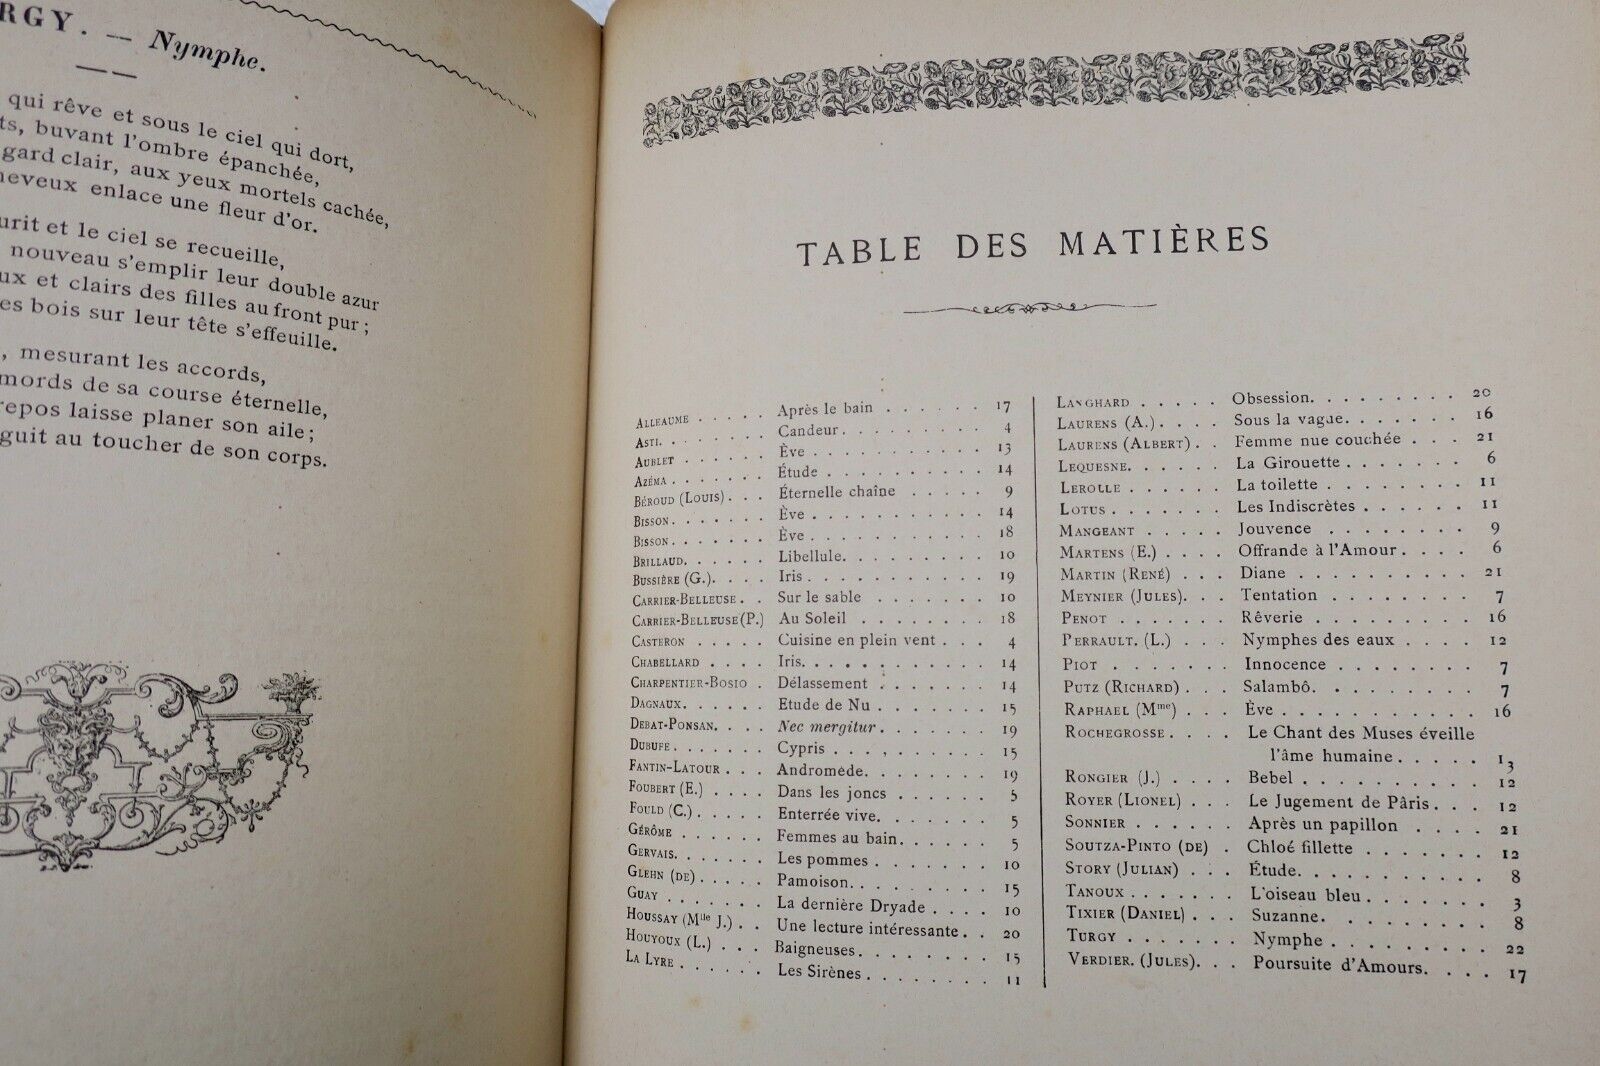 RGY. — Nymphe.
qui rêve et sous le ciel qui dort,
ts, buvant l'ombre épanchée,
gard clair, aux yeux mortels cachée,
heveux enlace une fleur d'or.
urit et le ciel se recueille,
nouveau s'emplir leur double azur
ux et clairs des filles au front pur ;
es bois sur leur tête s'effeuille.
, mesurant les accords,
mords de sa course éternelle,
repos laisse planer son aile ;
guit au toucher de son corps.
TABLE DES MATIÈRES
ALLEAUME . . . . . Après le bain . . . . . . 17
ASTI. . . . . . . . Candeur. . . . . . . . 4
AUBLET . . . . . . Ève . . . . . . . . . . 13
AZÉMA . . . . . . . Étude . . . . . . . . . 14
BÉROUD (LOUIS) . . . Éternelle chaîne . . . . . 9
BISSON. . . . . . . Ève . . . . . . . . . . 14
BISSON. . . . . . . Ève . . . . . . . . . . 18
BRILLAUD. . . . . . Libellule. . . . . . . . 10
BUSSIÈRE (G.). . . . Iris . . . . . . . . . . 19
CARRIER-BELLEUSE . . Sur le sable . . . . . . . 10
CARRIER-BELLEUSE (P.) Au Soleil . . . . . . . . 18
CASTERON . . . . . Cuisine en plein vent . . . 4
CHABELLARD . . . . Iris. . . . . . . . . . . 14
CHARPENTIER-BOSIO . Délassement . . . . . . 14
DAGNAUX. . . . . . Etude de Nu . . . . . . . 15
DEBAT-PONSAN. . . . Nec mergitur . . . . . . . 19
DUBUFE . . . . . . . Cypris . . . . . . . . . 15
FANTIN-LATOUR . . . Andromède. . . . . . . 19
FOUBERT (E.) . . . . Dans les joncs . . . . . . 5
FOULD (C.) . . . . . Enterrée vive. . . . . . . 5
GÉRÔME . . . . . . Femmes au bain. . . . . . 5
GERVAIS. . . . . . . Les pommes . . . . . . . 10
GLEHN (DE) . . . . . Pamoison. . . . . . . . 15
GUAY . . . . . . . La dernière Dryade . . . . 10
HOUSSAY (Mlle J.) . . Une lecture intéressante . . 20
HOUYOUX (L.) . . . Baigneuses. . . . . . . . 15
LA LYRE . . . . . . Les Sirènes . . . . . . . 11
LANGHARD . . . . . Obsession. . . . . . . . . 20
LAURENS (A.) . . . . Sous la vague. . . . . . . 16
LAURENS (ALBERT) . . Femme nue couchée . . . 21
LEQUESNE. . . . . . La Girouette . . . . . . . 6
LEROLLE . . . . . . La toilette . . . . . . . . 11
LOTUS . . . . . . . Les Indiscrètes . . . . . . 11
MANGEANT . . . . . Jouvence . . . . . . . . 9
MARTENS (E.) . . . . Offrande à l'Amour . . . . 6
MARTIN (RENÉ) . . . Diane . . . . . . . . . . 21
MEYNIER (JULES). . . Tentation . . . . . . . . 7
PENOT . . . . . . . Rêverie . . . . . . . . . 16
PERRAULT. (L.) . . . Nymphes des eaux . . . . 12
PIOT . . . . . . . Innocence . . . . . . . . 7
PUTZ (RICHARD) . . . Salambô. . . . . . . . . 7
RAPHAEL (Mme) . . . Ève . . . . . . . . . . . 16
ROCHEGROSSE . . . . Le Chant des Muses éveille
l'âme humaine . . . . . 13
RONGIER (J.) . . . . Bebel . . . . . . . . . . 12
ROYER (LIONEL) . . . Le Jugement de Pâris . . . 12
SONNIER . . . . . . Après un papillon . . . . 21
SOUTZA-PINTO (DE) . Chloé fillette . . . . . . . 12
STORY (JULIAN) . . . Étude. . . . . . . . . . . 8
TANOUX . . . . . . L'oiseau bleu . . . . . . . 3
TIXIER (DANIEL) . . . Suzanne. . . . . . . . . 8
TURGY . . . . . . . Nymphe . . . . . . . . . 22
VERDIER. (JULES). . . Poursuite d'Amours. . . . 17